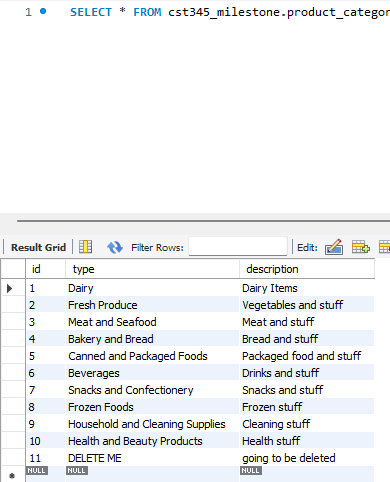 1 SELECT * FROM cst345_milestone.product_categor
Result Grid Filter Rows: Edit:
id type description
1 Dairy Dairy Items
2 Fresh Produce Vegetables and stuff
3 Meat and Seafood Meat and stuff
4 Bakery and Bread Bread and stuff
5 Canned and Packaged Foods Packaged food and stuff
6 Beverages Drinks and stuff
7 Snacks and Confectionery Snacks and stuff
8 Frozen Foods Frozen stuff
9 Household and Cleaning Supplies Cleaning stuff
10 Health and Beauty Products Health stuff
11 DELETE ME going to be deleted
NULL NULL NULL